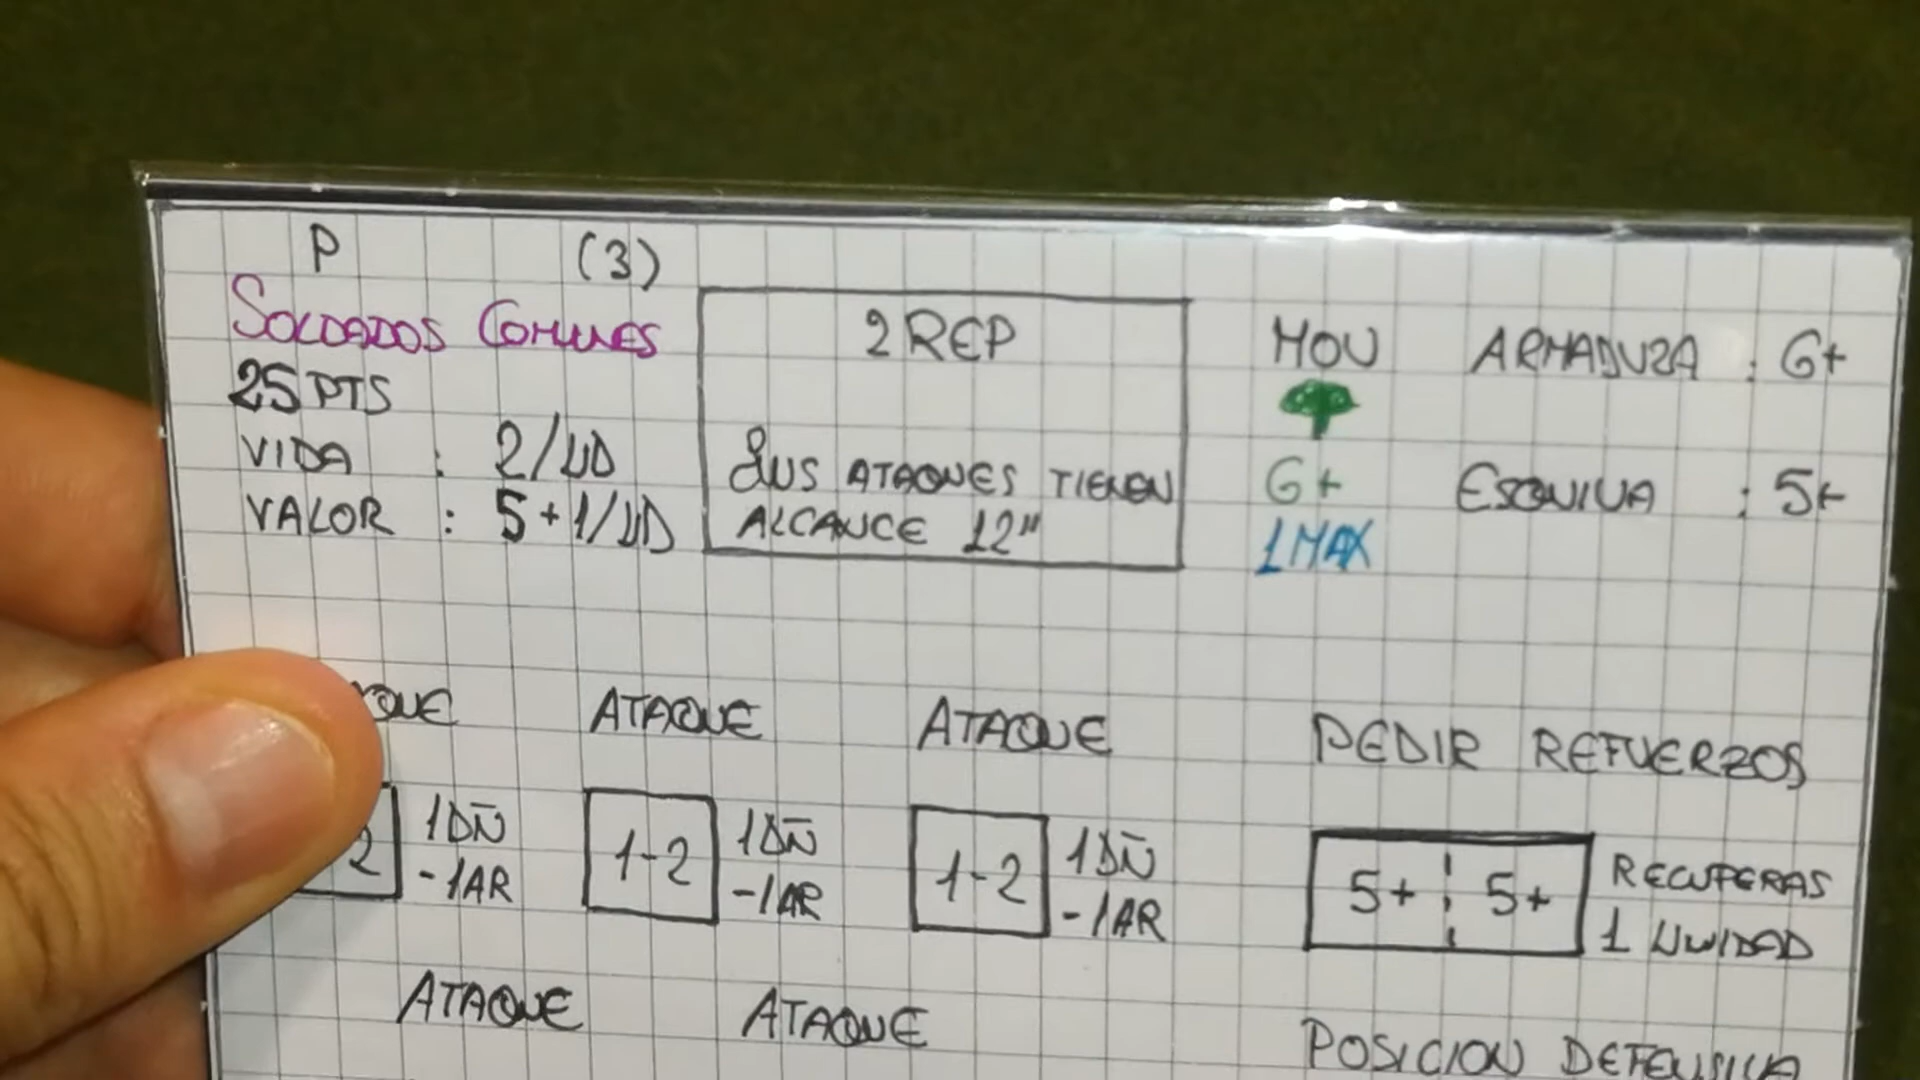 P (3)
SOLDADOS COMUNES
25 PTS
VIDA : 2/UD
VALOR : 5+1/UD
2 REP
SUS ATAQUES TIENEN
ALCANCE 12"
MOV
6+
1 MAX
ARMADURA : 6+
ESQUIVA : 5+
QUE ATAQUE ATAQUE PEDIR REFUERZOS
2 1DÑ 1-2 1DÑ 1-2 1DÑ 5+ 5+ RECUPERAS
-1AR -1AR -1AR 1 UNIDAD
ATAQUE ATAQUE POSICION DEFENSIVA